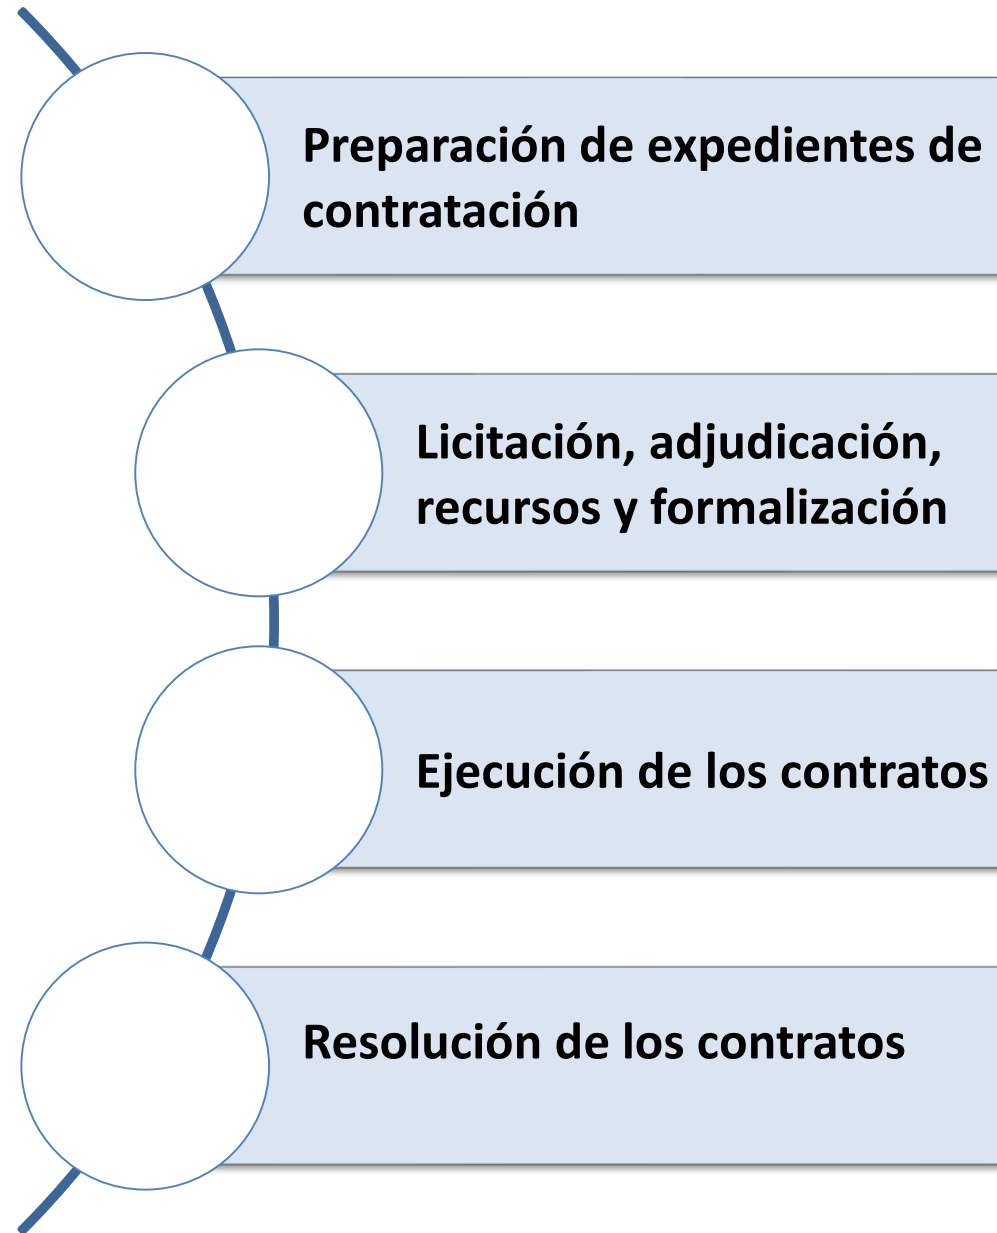 Preparación de expedientes de
contratación
Licitación, adjudicación,
recursos y formalización
Ejecución de los contratos
Resolución de los contratos